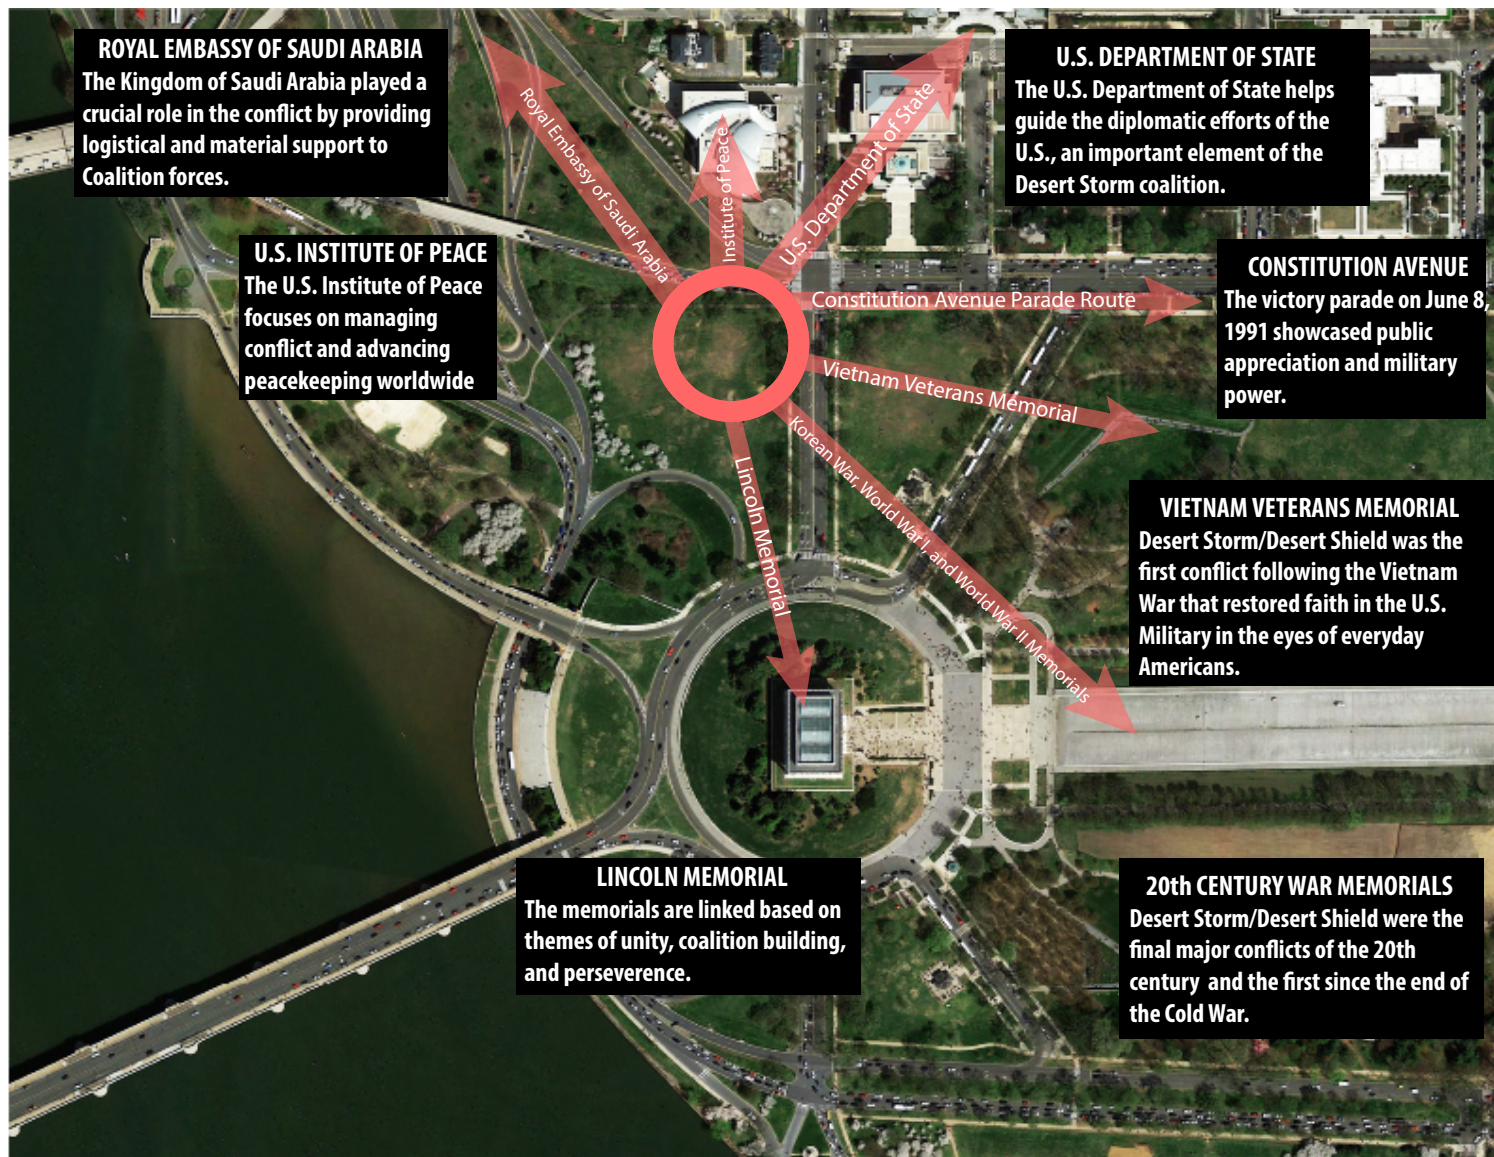 ROYAL EMBASSY OF SAUDI ARABIA
The Kingdom of Saudi Arabia played a
crucial role in the conflict by providing
logistical and material support to
Coalition forces.
U.S. DEPARTMENT OF STATE
The U.S. Department of State helps
guide the diplomatic efforts of the
U.S., an important element of the
Desert Storm coalition.
Royal Embassy of Saudi Arabia
Institute of Peace
U.S. Department of State
U.S. INSTITUTE OF PEACE
The U.S. Institute of Peace
focuses on managing
conflict and advancing
peacekeeping worldwide
CONSTITUTION AVENUE
The victory parade on June 8,
1991 showcased public
appreciation and military
power.
Constitution Avenue Parade Route
Vietnam Veterans Memorial
Korean War, World War I, and World War II Memorials
Lincoln Memorial
VIETNAM VETERANS MEMORIAL
Desert Storm/Desert Shield was the
first conflict following the Vietnam
War that restored faith in the U.S.
Military in the eyes of everyday
Americans.
LINCOLN MEMORIAL
The memorials are linked based on
themes of unity, coalition building,
and perseverence.
20th CENTURY WAR MEMORIALS
Desert Storm/Desert Shield were the
final major conflicts of the 20th
century and the first since the end of
the Cold War.